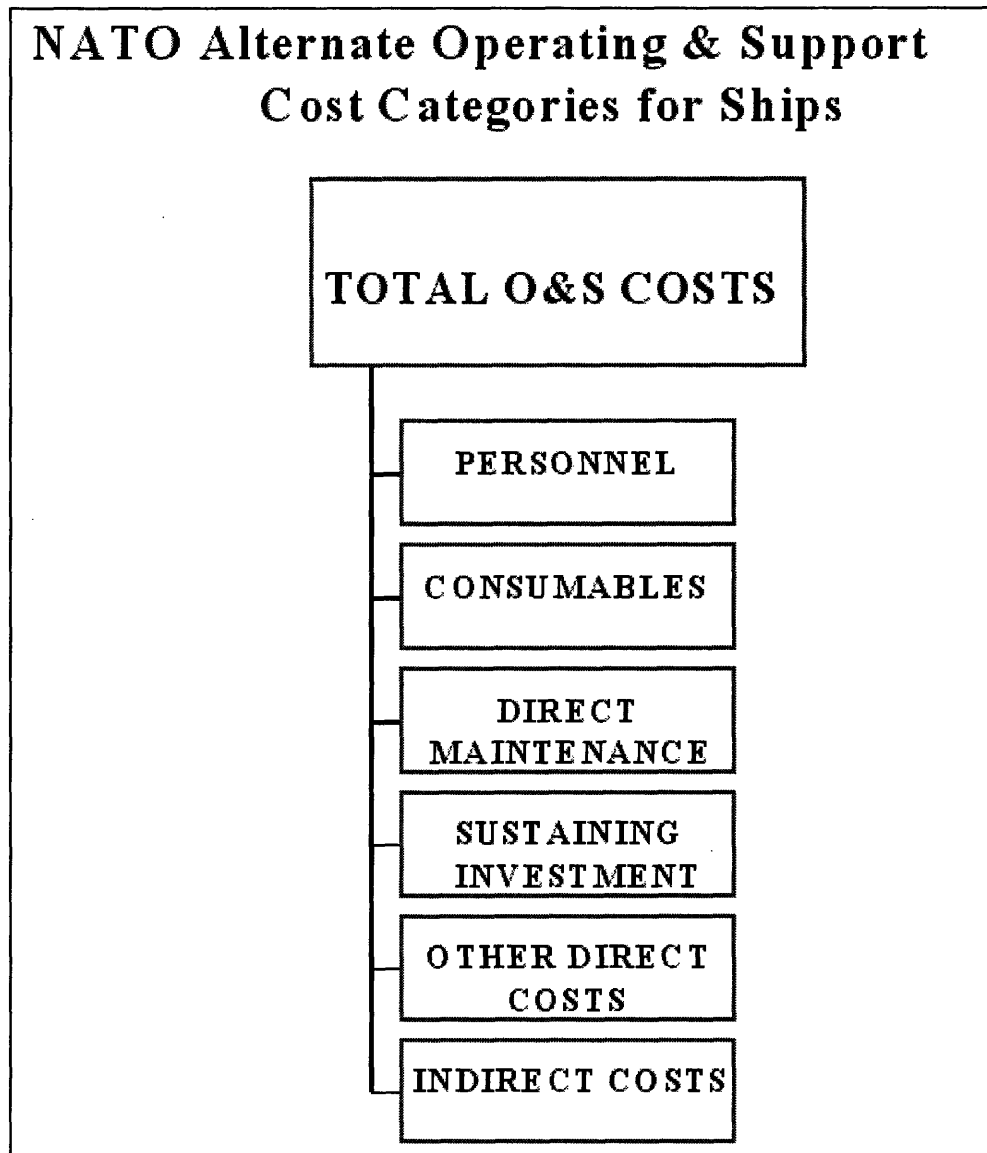 NATO Alternate Operating & Support
Cost Categories for Ships
TOTAL O&S COSTS
PERSONNEL
CONSUMABLES
DIRECT
MAINTENANCE
SUSTAINING
INVESTMENT
OTHER DIRECT
COSTS
INDIRECT COSTS